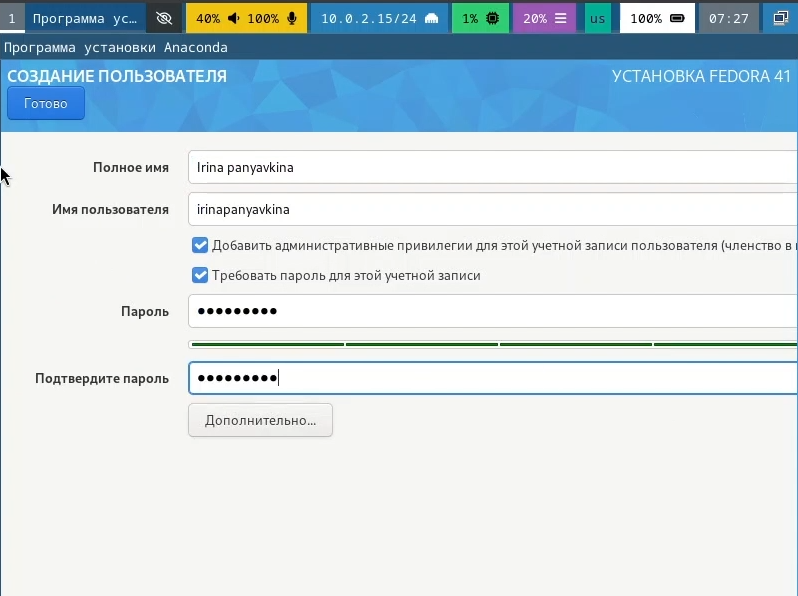 1 Программа ус… 40% 100% 10.0.2.15/24 1% 20% us 100% 07:27
Программа установки Anaconda
СОЗДАНИЕ ПОЛЬЗОВАТЕЛЯ УСТАНОВКА FEDORA 41
Готово
Полное имя Irina panyavkina
Имя пользователя irinapanyavkina
Добавить административные привилегии для этой учетной записи пользователя (членство в
Требовать пароль для этой учетной записи
Пароль ●●●●●●●●●
Подтвердите пароль ●●●●●●●●●
Дополнительно...